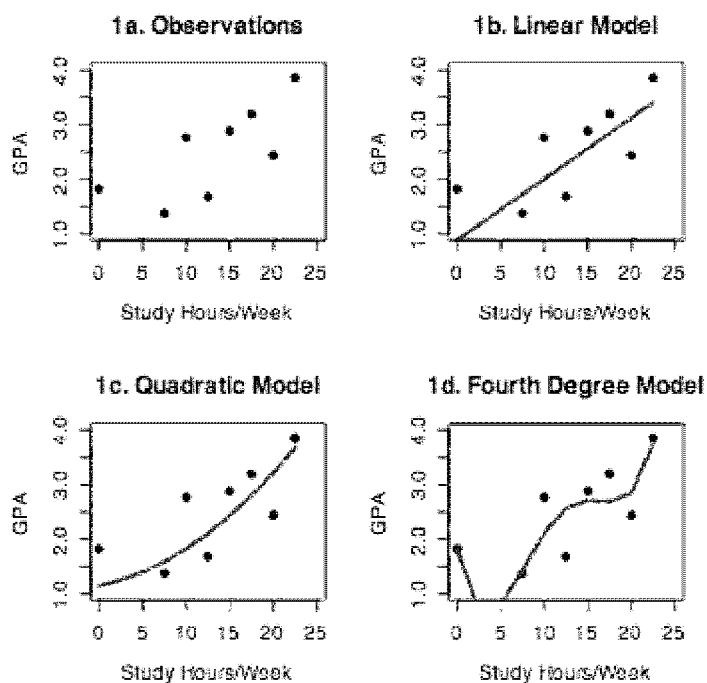 1a. Observations
4.0
3.0
2.0
1.0
GPA
0 5 10 15 20 25
Study Hours/Week
1b. Linear Model
4.0
3.0
2.0
1.0
GPA
0 5 10 15 20 25
Study Hours/Week
1c. Quadratic Model
4.0
3.0
2.0
1.0
GPA
0 5 10 15 20 25
Study Hours/Week
1d. Fourth Degree Model
4.0
3.0
2.0
1.0
GPA
0 5 10 15 20 25
Study Hours/Week